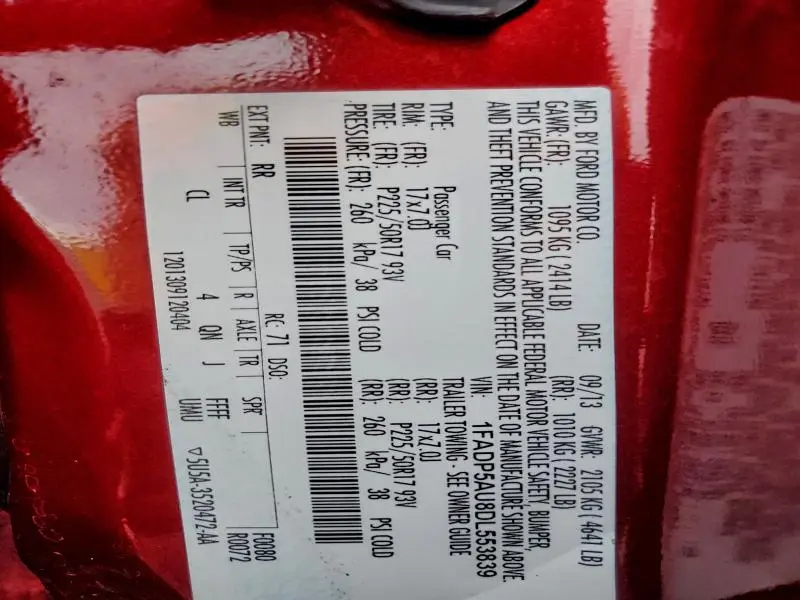 MFD. BY FORD MOTOR CO.
DATE: 09/13 GVWR: 2105 KG ( 4641 LB)
GAWR: (FR): 1095 KG ( 2414 LB) (RR): 1010 KG ( 2227 LB)
THIS VEHICLE CONFORMS TO ALL APPLICABLE FEDERAL MOTOR VEHICLE SAFETY, BUMPER,
AND THEFT PREVENTION STANDARDS IN EFFECT ON THE DATE OF MANUFACTURE SHOWN ABOVE.
VIN: 1FADP5AU8DL553839
TYPE: Passenger Car TRAILER TOWING - SEE OWNER GUIDE
RIM: (FR): 17x7.0J (RR): 17x7.0J
TIRE: (FR): P225/50R17 93V (RR): P225/50R17 93V
PRESSURE (FR): 260 kPa/ 38 PSI COLD (RR): 260 kPa/ 38 PSI COLD
EXT PNT: RR RC: 71 DSO: F0080
WB INT TR TP/PS R AXLE TR SPR R0072
CL 4 QN J FFFF
1201309120404 UMU ▽5U5A-3520472-AA